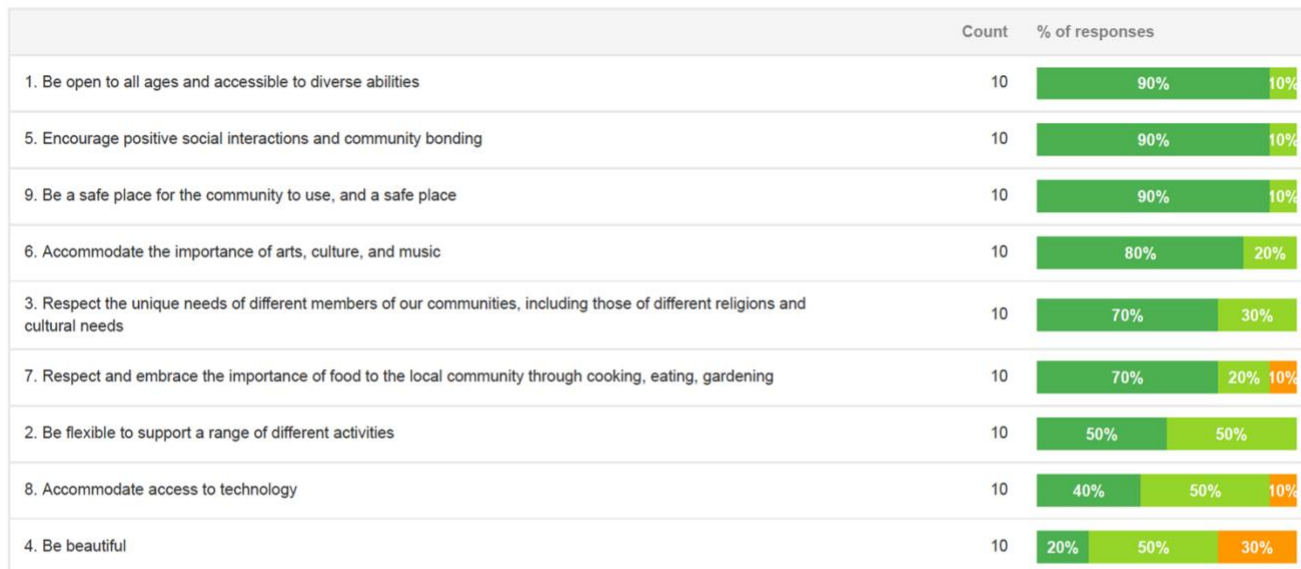 Count % of responses
1. Be open to all ages and accessible to diverse abilities 10 90% 10%
5. Encourage positive social interactions and community bonding 10 90% 10%
9. Be a safe place for the community to use, and a safe place 10 90% 10%
6. Accommodate the importance of arts, culture, and music 10 80% 20%
3. Respect the unique needs of different members of our communities, including those of different religions and
cultural needs 10 70% 30%
7. Respect and embrace the importance of food to the local community through cooking, eating, gardening 10 70% 20% 10%
2. Be flexible to support a range of different activities 10 50% 50%
8. Accommodate access to technology 10 40% 50% 10%
4. Be beautiful 10 20% 50% 30%